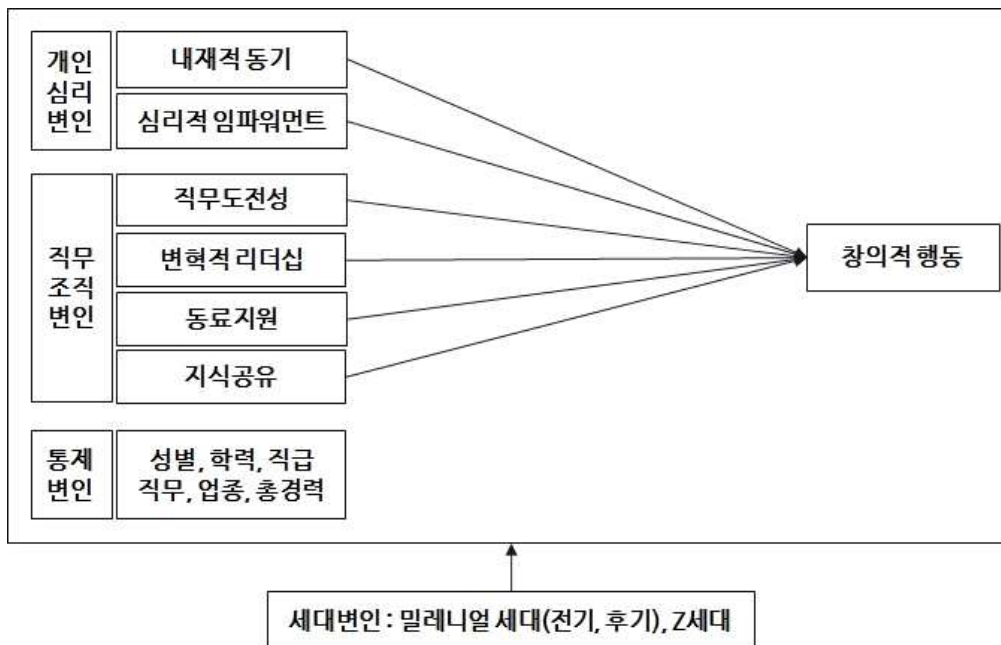 개인
심리
변인
내재적 동기
심리적 임파워먼트
직무
조직
변인
직무도전성
변혁적 리더십
동료지원
지식공유
창의적 행동
통제
변인
성별, 학력, 직급
직무, 업종, 총경력
세대변인 : 밀레니얼 세대(전기, 후기), Z세대